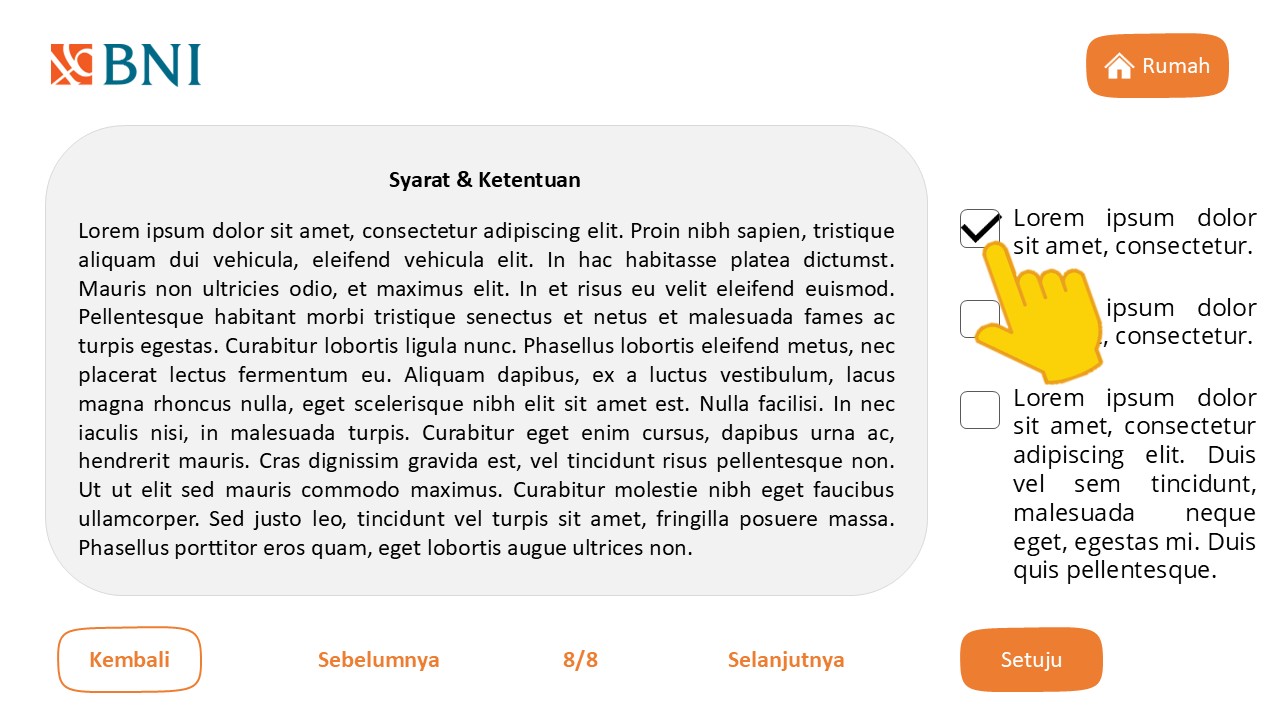 BNI
Rumah
Syarat & Ketentuan
Lorem ipsum dolor sit amet, consectetur adipiscing elit. Proin nibh sapien, tristique
aliquam dui vehicula, eleifend vehicula elit. In hac habitasse platea dictumst.
Mauris non ultricies odio, et maximus elit. In et risus eu velit eleifend euismod.
Pellentesque habitant morbi tristique senectus et netus et malesuada fames ac
turpis egestas. Curabitur lobortis ligula nunc. Phasellus lobortis eleifend metus, nec
placerat lectus fermentum eu. Aliquam dapibus, ex a luctus vestibulum, lacus
magna rhoncus nulla, eget scelerisque nibh elit sit amet est. Nulla facilisi. In nec
iaculis nisi, in malesuada turpis. Curabitur eget enim cursus, dapibus urna ac,
hendrerit mauris. Cras dignissim gravida est, vel tincidunt risus pellentesque non.
Ut ut elit sed mauris commodo maximus. Curabitur molestie nibh eget faucibus
ullamcorper. Sed justo leo, tincidunt vel turpis sit amet, fringilla posuere massa.
Phasellus porttitor eros quam, eget lobortis augue ultrices non.
Lorem ipsum dolor
sit amet, consectetur.
ipsum dolor
, consectetur.
Lorem ipsum dolor
sit amet, consectetur
adipiscing elit. Duis
vel sem tincidunt,
malesuada neque
eget, egestas mi. Duis
quis pellentesque.
Kembali
Sebelumnya
8/8
Selanjutnya
Setuju